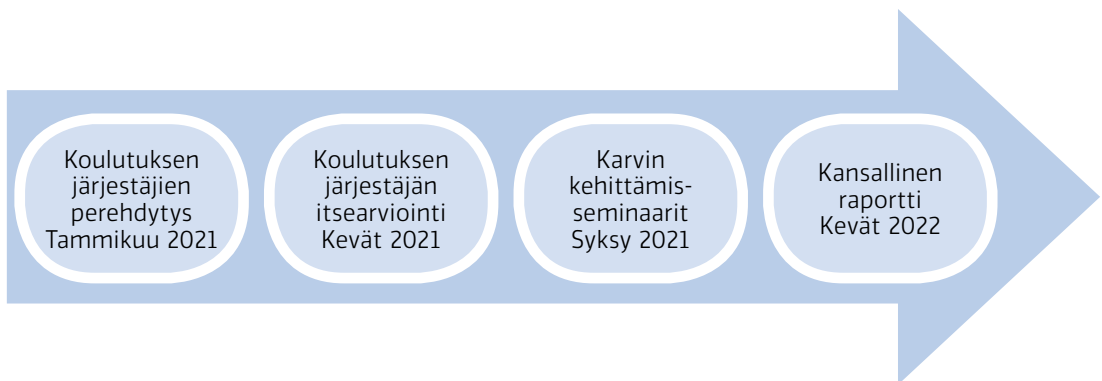 Koulutuksen
järjestäjien
perehdytys
Tammikuu 2021
Koulutuksen
järjestäjän
itsearviointi
Kevät 2021
Karvin
kehittämis-
seminaarit
Syksy 2021
Kansallinen
raportti
Kevät 2022